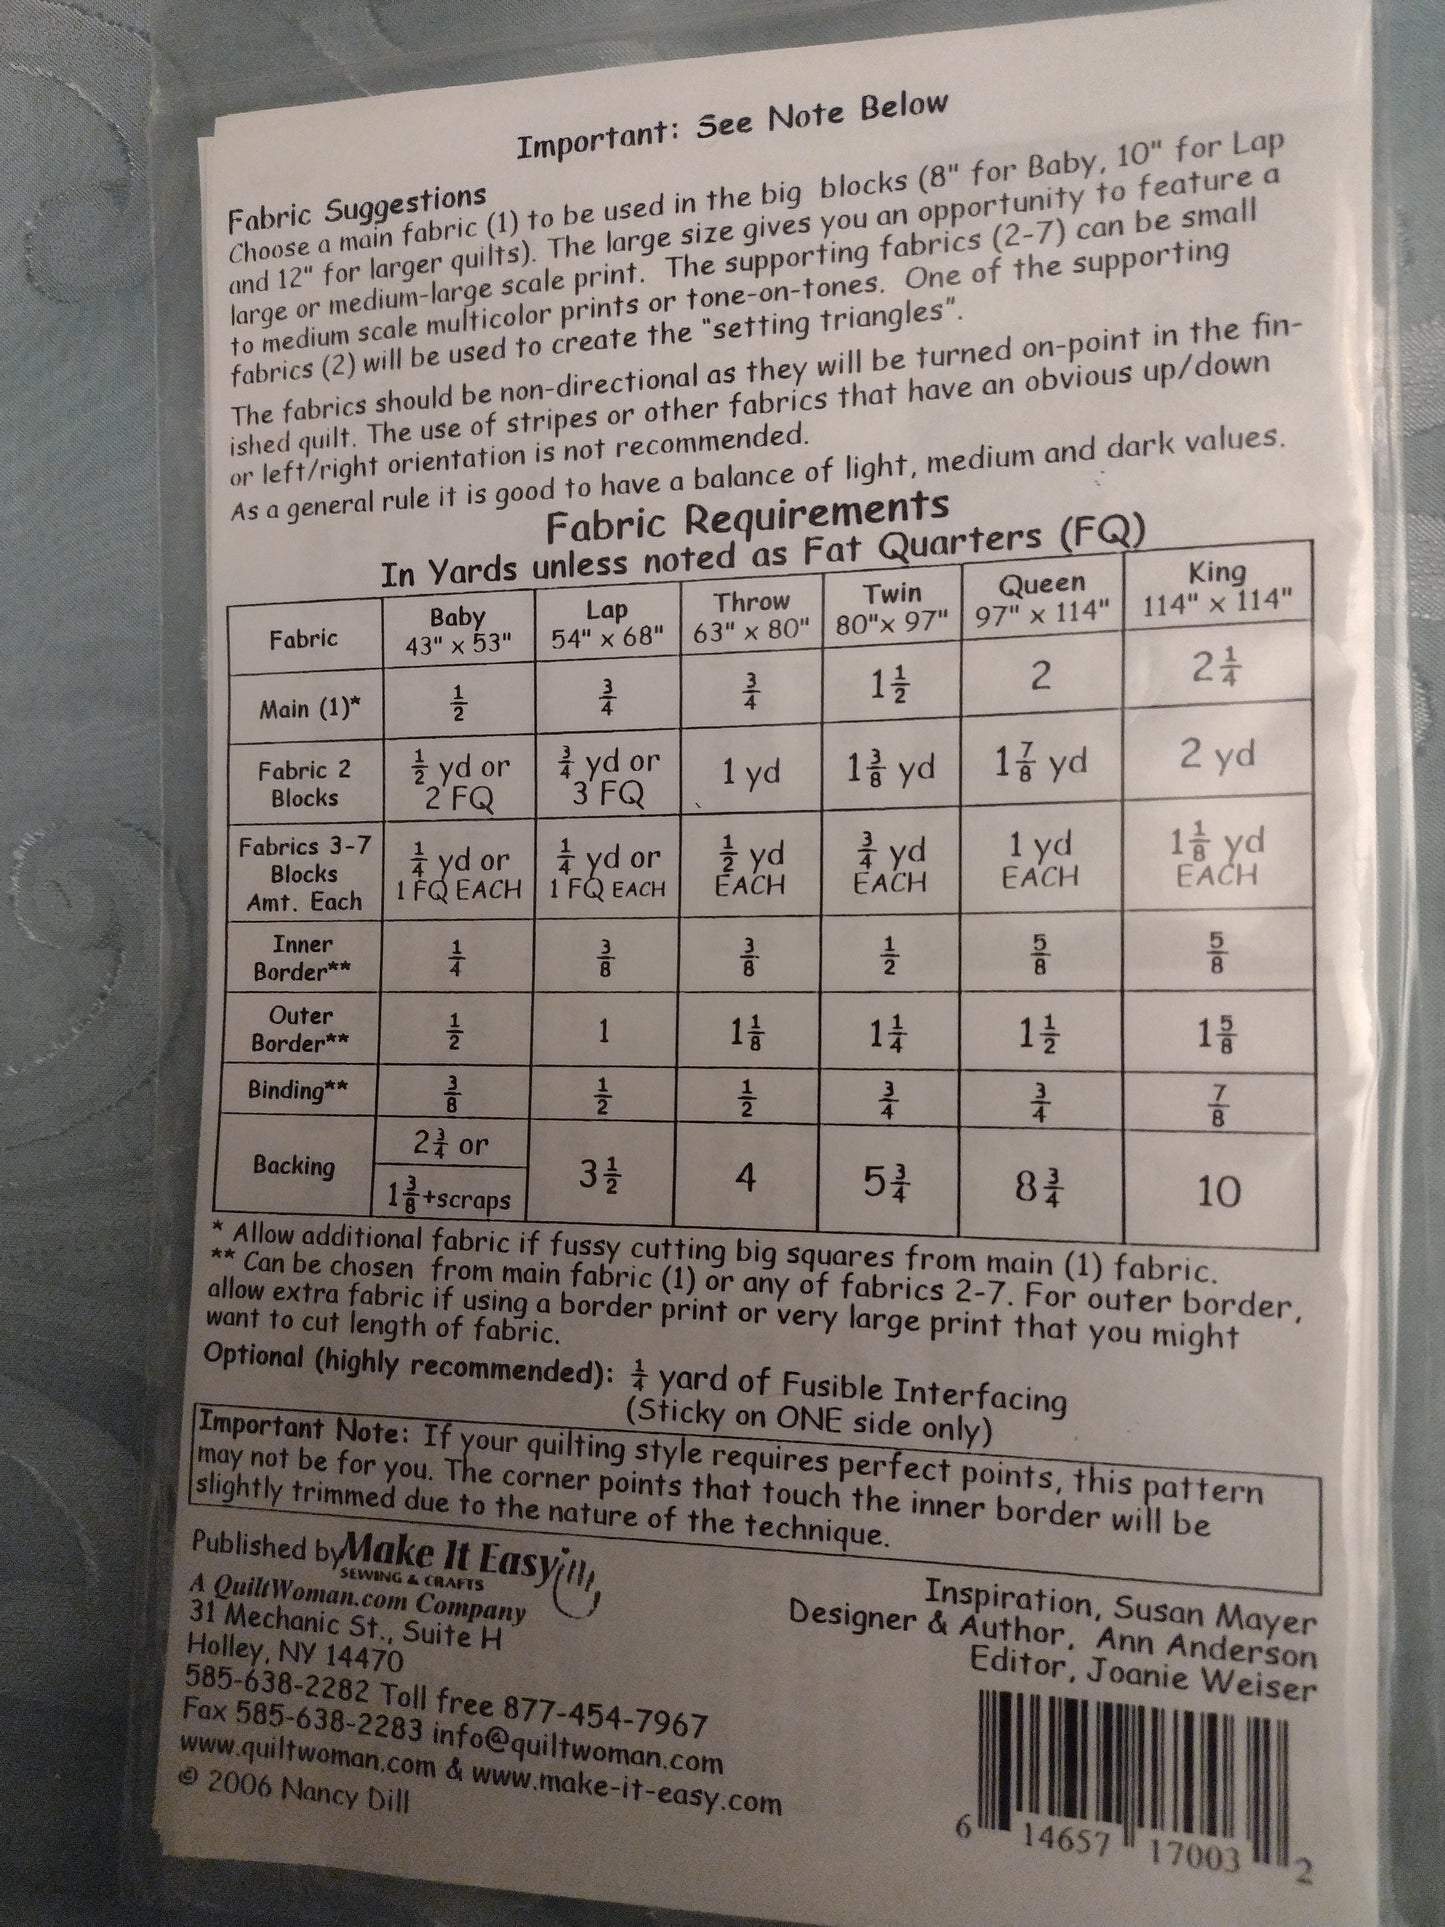 Important: See Note Below
Fabric Suggestions
Choose a main fabric (1) to be used in the big blocks (8" for Baby, 10" for Lap
and 12" for larger quilts). The large size gives you an opportunity to feature a
large or medium-large scale print. The supporting fabrics (2-7) can be small
to medium scale multicolor prints or tone-on-tones. One of the supporting
fabrics (2) will be used to create the "setting triangles".
The fabrics should be non-directional as they will be turned on-point in the fin-
ished quilt. The use of stripes or other fabrics that have an obvious up/down
or left/right orientation is not recommended.
As a general rule it is good to have a balance of light, medium and dark values.
Fabric Requirements
In Yards unless noted as Fat Quarters (FQ)
Fabric Baby 43" x 53" Lap 54" x 68" Throw 63" x 80" Twin 80"x 97" Queen 97" x 114" King 114" x 114"
Main (1)* 1/2 3/4 3/4 1 1/2 2 2 1/4
Fabric 2 Blocks 1/2 yd or 2 FQ 3/4 yd or 3 FQ 1 yd 1 3/8 yd 1 7/8 yd 2 yd
Fabrics 3-7 Blocks Amt. Each 1/4 yd or 1 FQ EACH 1/4 yd or 1 FQ EACH 1/2 yd EACH 3/4 yd EACH 1 yd EACH 1 1/8 yd EACH
Inner Border** 1/4 3/8 3/8 1/2 5/8 5/8
Outer Border** 1/2 1 1 1/8 1 1/4 1 1/2 1 5/8
Binding** 3/8 1/2 1/2 3/4 3/4 7/8
Backing 2 3/4 or 1 3/8+scraps 3 1/2 4 5 3/4 8 3/4 10
* Allow additional fabric if fussy cutting big squares from main (1) fabric.
** Can be chosen from main fabric (1) or any of fabrics 2-7. For outer border,
allow extra fabric if using a border print or very large print that you might
want to cut length of fabric.
Optional (highly recommended): 1/4 yard of Fusible Interfacing
(Sticky on ONE side only)
Important Note: If your quilting style requires perfect points, this pattern
may not be for you. The corner points that touch the inner border will be
slightly trimmed due to the nature of the technique.
Published by Make It Easy
SEWING & CRAFTS
A QuiltWoman.com Company
31 Mechanic St., Suite H
Holley, NY 14470
585-638-2282 Toll free 877-454-7967
Fax 585-638-2283 info@quiltwoman.com
www.quiltwoman.com & www.make-it-easy.com
© 2006 Nancy Dill
Inspiration, Susan Mayer
Designer & Author, Ann Anderson
Editor, Joanie Weiser
6 14657 17003 2